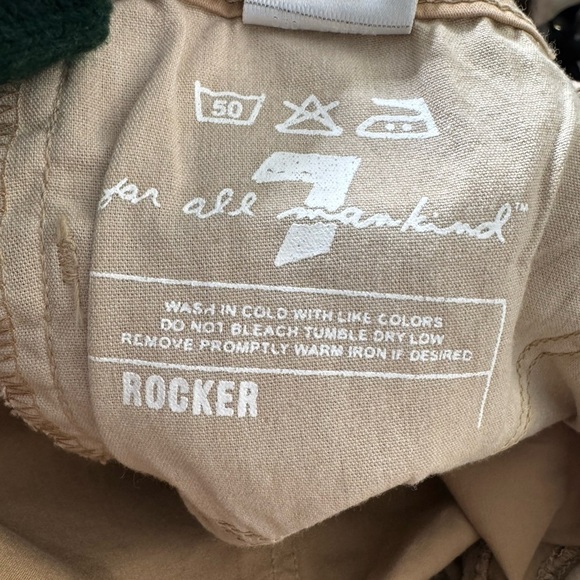 50
7
for all mankind™
WASH IN COLD WITH LIKE COLORS
DO NOT BLEACH TUMBLE DRY LOW
REMOVE PROMPTLY WARM IRON IF DESIRED
ROCKER